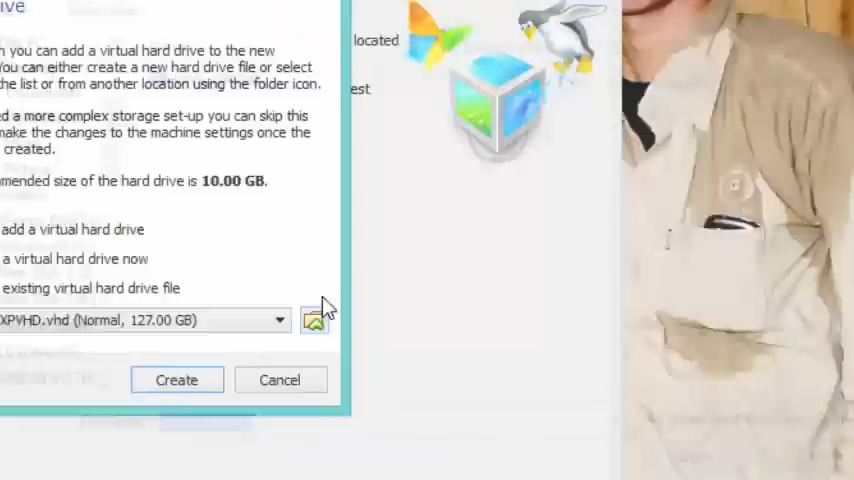 ive
n you can add a virtual hard drive to the new
You can either create a new hard drive file or select
the list or from another location using the folder icon.
ed a more complex storage set-up you can skip this
make the changes to the machine settings once the
created.
mended size of the hard drive is 10.00 GB.
add a virtual hard drive
a virtual hard drive now
existing virtual hard drive file
XPVHD.vhd (Normal, 127.00 GB)
Create
Cancel
located
est